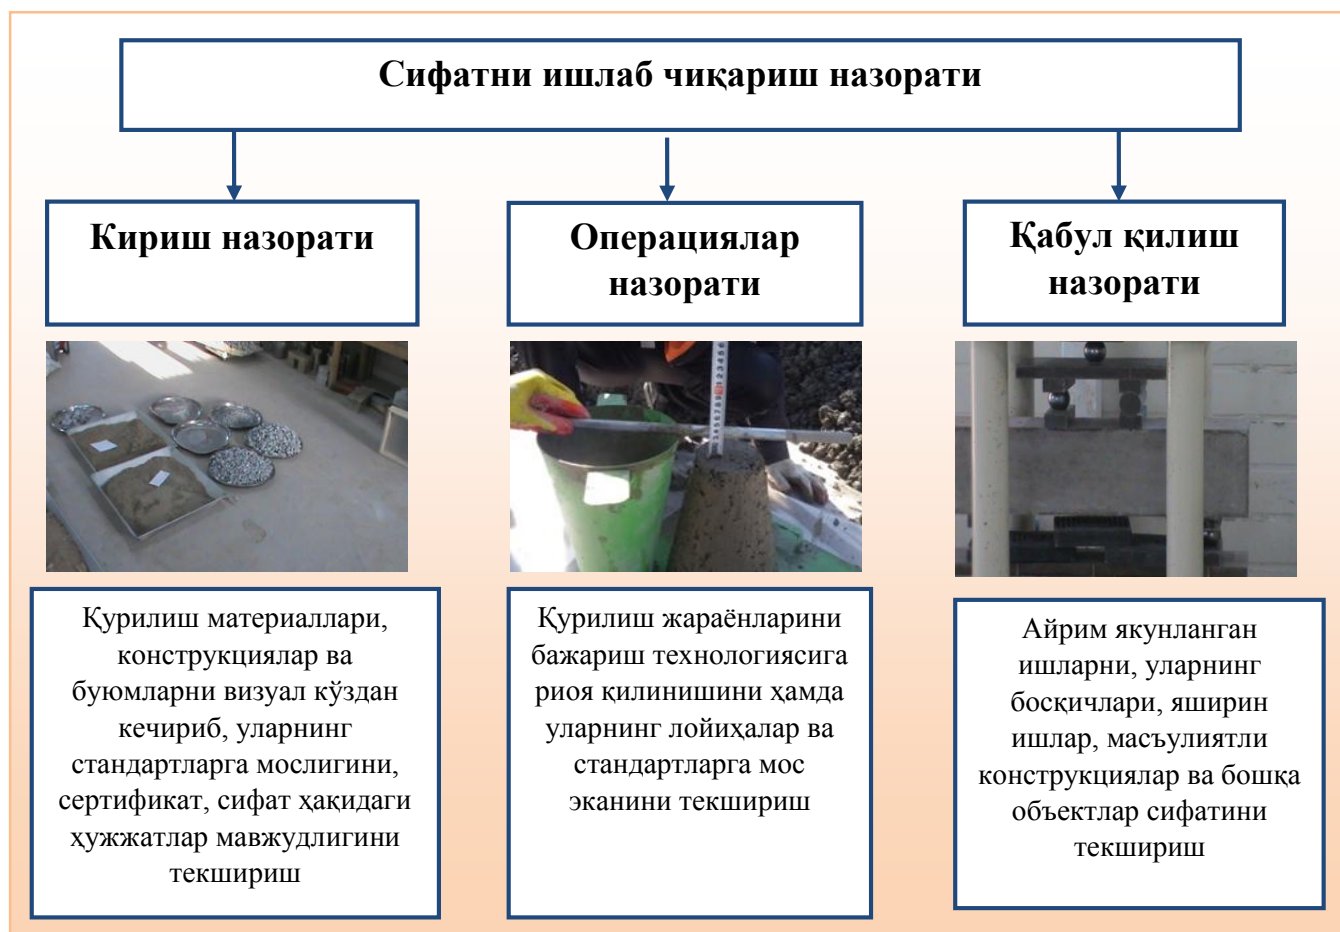 Сифатни ишлаб чиқариш назорати
Кириш назорати
Операциялар
назорати
Қабул қилиш
назорати
Қурилиш материаллари,
конструкциялар ва
буюмларни визуал кўздан
кечириб, уларнинг
стандартларга мослигини,
сертификат, сифат ҳақидаги
ҳужжатлар мавжудлигини
текшириш
Қурилиш жараёнларини
бажариш технологиясига
риоя қилинишини ҳамда
уларнинг лойиҳалар ва
стандартларга мос
эканини текшириш
Айрим якунланган
ишларни, уларнинг
босқичлари, яширин
ишлар, масъулиятли
конструкциялар ва бошқа
объектлар сифатини
текшириш